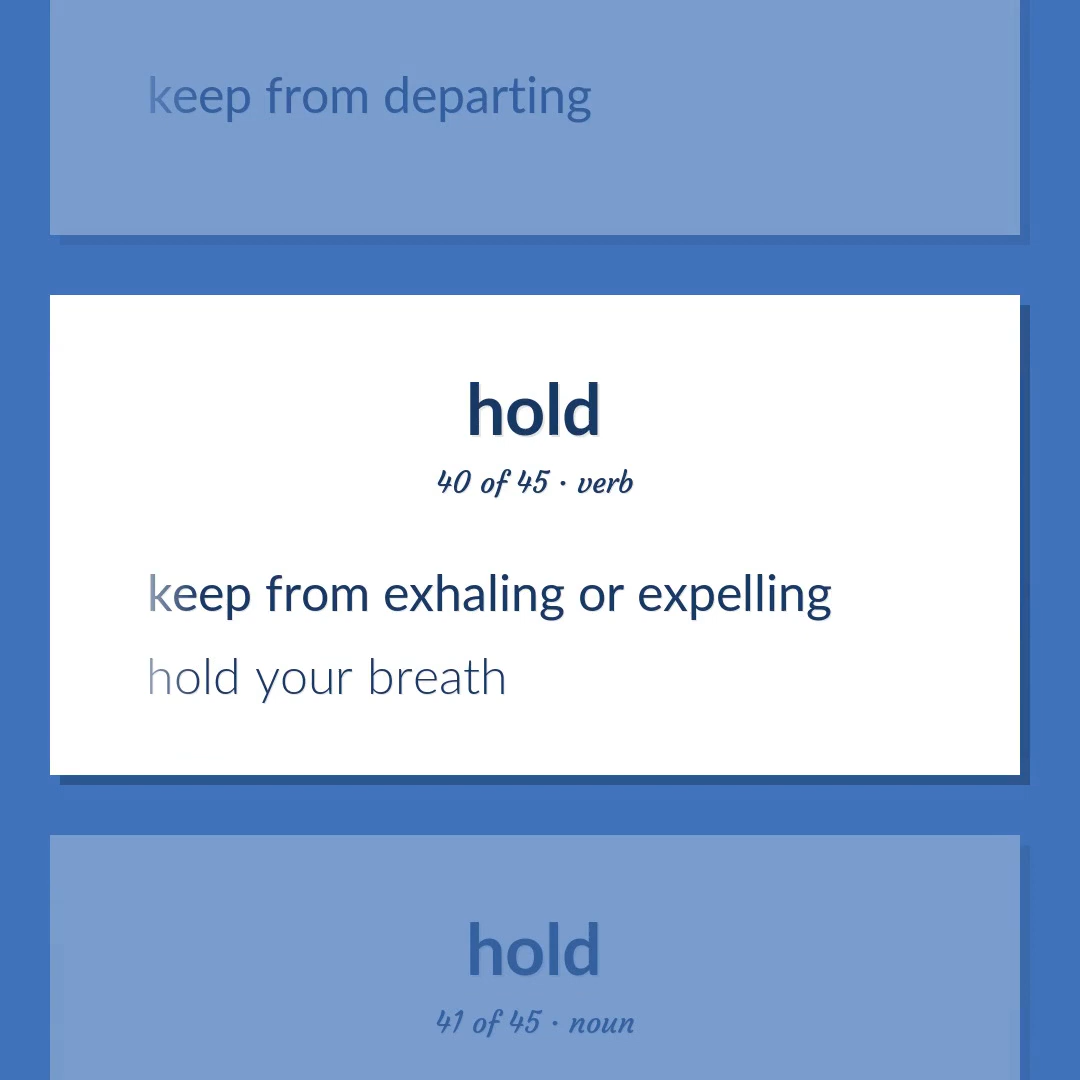 keep from departing
hold
40 of 45 · verb
keep from exhaling or expelling
hold your breath
hold
41 of 45 · noun